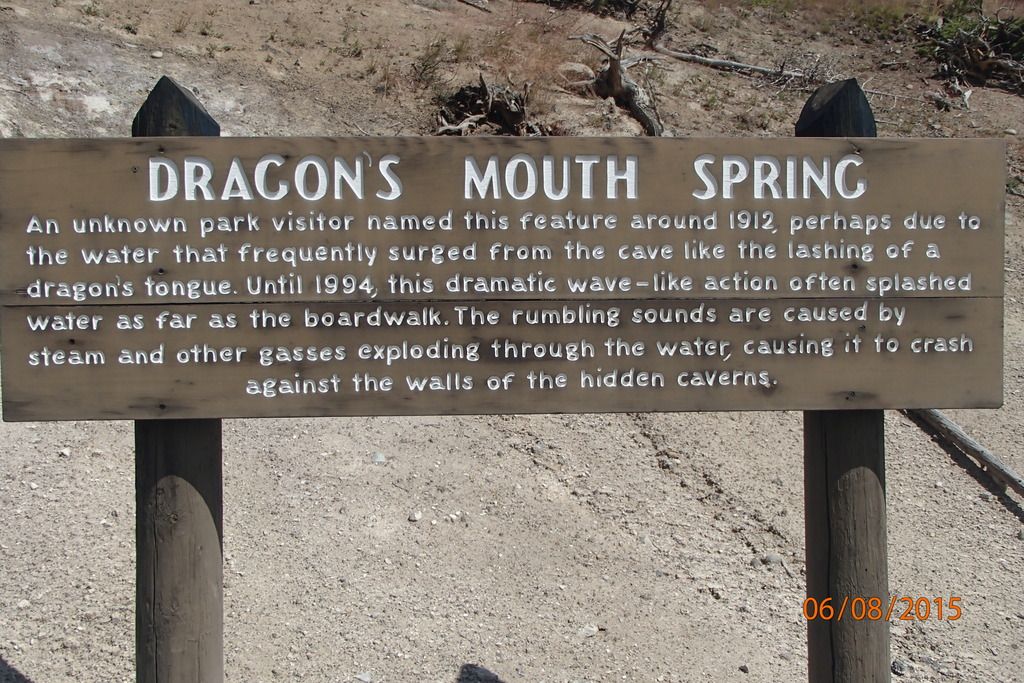 DRAGON'S MOUTH SPRING
An unknown park visitor named this feature around 1912, perhaps due to
the water that frequently surged from the cave like the lashing of a
dragon's tongue. Until 1994, this dramatic wave-like action often splashed
water as far as the boardwalk. The rumbling sounds are caused by
steam and other gasses exploding through the water, causing it to crash
against the walls of the hidden caverns.
06/08/2015